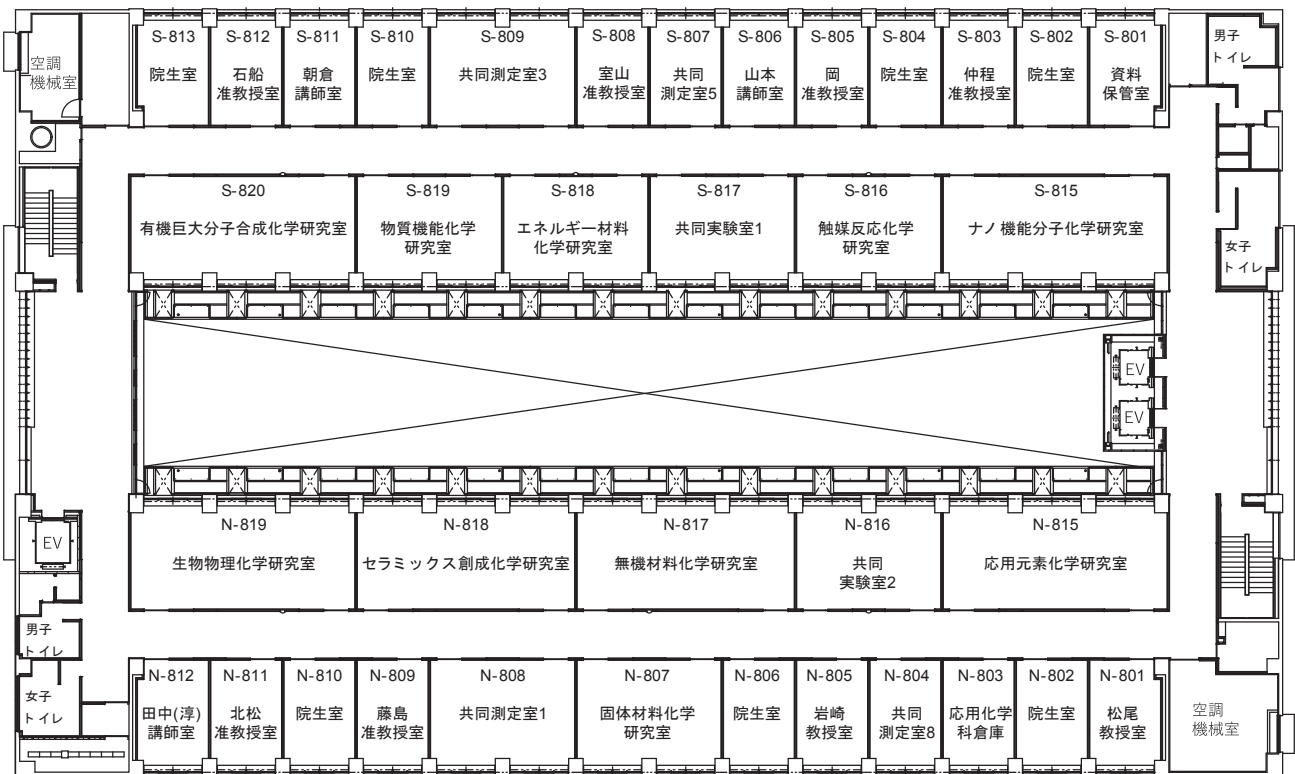 空調
機械室
S-813
院生室
S-812
石船
准教授室
S-811
朝倉
講師室
S-810
院生室
S-809
共同測定室3
S-808
室山
准教授室
S-807
共同
測定室5
S-806
山本
講師室
S-805
岡
准教授室
S-804
院生室
S-803
仲程
准教授室
S-802
院生室
S-801
資料
保管室
男子
トイレ
S-820
有機巨大分子合成化学研究室
S-819
物質機能化学
研究室
S-818
エネルギー材料
化学研究室
S-817
共同実験室1
S-816
触媒反応化学
研究室
S-815
ナノ機能分子化学研究室
女子
トイレ
EV
EV
EV
N-819
生物物理化学研究室
N-818
セラミックス創成化学研究室
N-817
無機材料化学研究室
N-816
共同
実験室2
N-815
応用元素化学研究室
男子
トイレ
女子
トイレ
N-812
田中(淳)
講師室
N-811
北松
准教授室
N-810
院生室
N-809
藤島
准教授室
N-808
共同測定室1
N-807
固体材料化学
研究室
N-806
院生室
N-805
岩崎
教授室
N-804
共同
測定室8
N-803
応用化学
科倉庫
N-802
院生室
N-801
松尾
教授室
空調
機械室